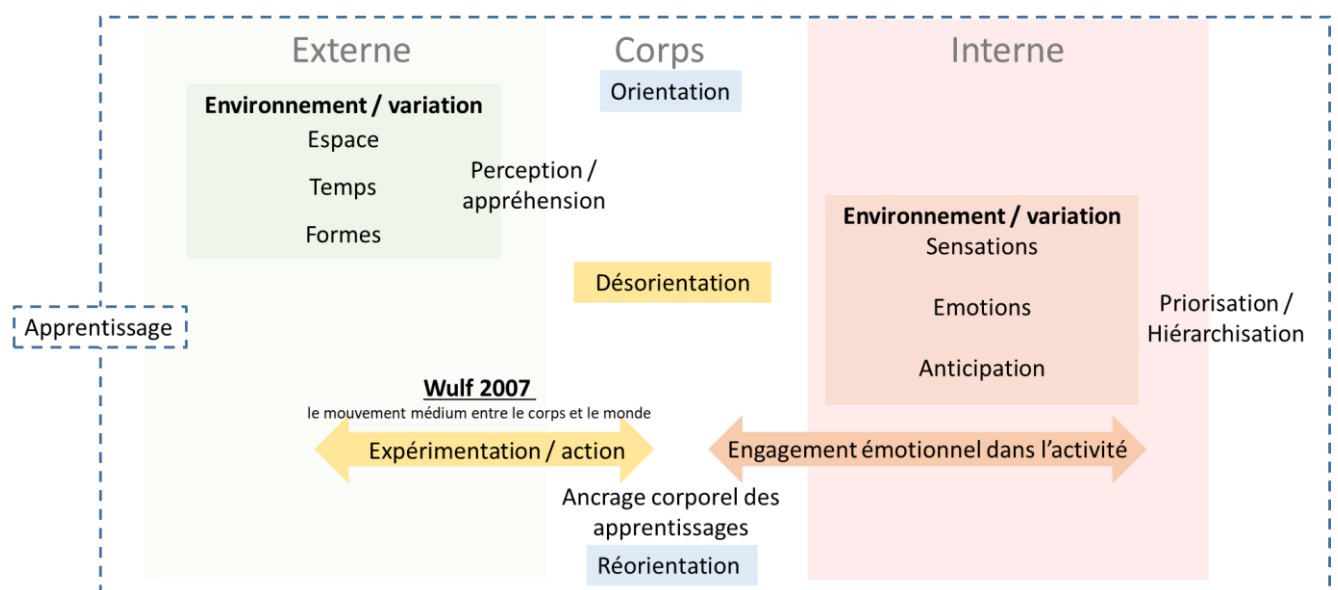 Externe
Corps
Interne
Orientation
Environnement / variation
Espace
Temps
Formes
Perception /
appréhension
Environnement / variation
Sensations
Emotions
Anticipation
Désorientation
Priorisation /
Hiérarchisation
Apprentissage
Wulf 2007
le mouvement médium entre le corps et le monde
Expérimentation / action
Engagement émotionnel dans l’activité
Ancrage corporel des
apprentissages
Réorientation